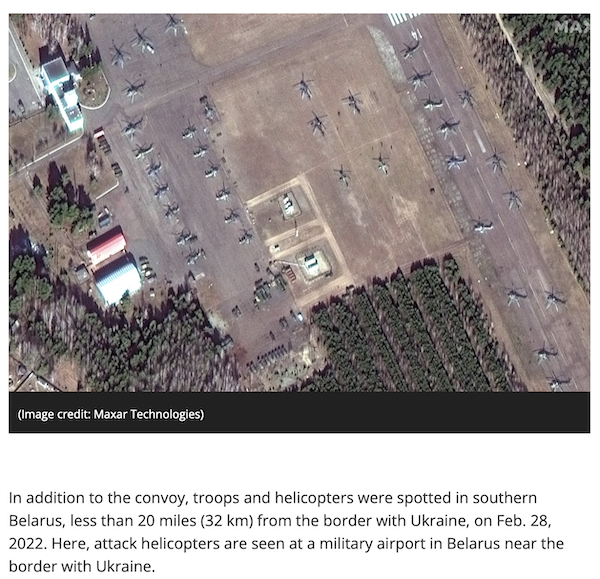 MAX
(Image credit: Maxar Technologies)
In addition to the convoy, troops and helicopters were spotted in southern
Belarus, less than 20 miles (32 km) from the border with Ukraine, on Feb. 28,
2022. Here, attack helicopters are seen at a military airport in Belarus near the
border with Ukraine.